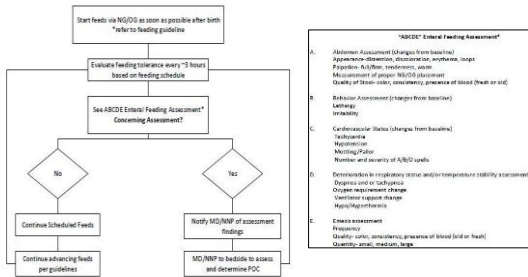 Start feeds via NG/OG as soon as possible after birth
*refer to feeding guideline
Evaluate feeding tolerance every ~3 hours
based on feeding schedule
See ABCDE Enteral Feeding Assessment*
Concerning Assessment?
No
Yes
Continue Scheduled Feeds
Continue advancing feeds
per guidelines
Notify MD/NNP of assessment
findings
MD/NNP to bedside to assess
and determine POC
"ABCDE" Enteral Feeding Assessment
A. Abdomen Assessment (changes from baseline)
Appearance-distention, discoloration, erythema, loops
Palpation- full/firm, tenderness, warm
Measurement of proper NG/OG placement
Quality of Stool- color, consistency, presence of blood (fresh or old)
B. Behavior Assessment (changes from baseline)
Lethargy
Irritability
C. Cardiovascular Status (changes from baseline)
Tachycardia
Hypotension
Mottling/Pallor
Number and severity of A/B/D spells
D. Deterioration in respiratory status and/or temperature stability assessment
Dyspnea and or tachypnea
Oxygen requirement change
Ventilator support change
Hypo/Hyperthermia
E. Emesis assessment
Frequency
Quality- color, consistency, presence of blood (old or fresh)
Quantity- small, medium, large